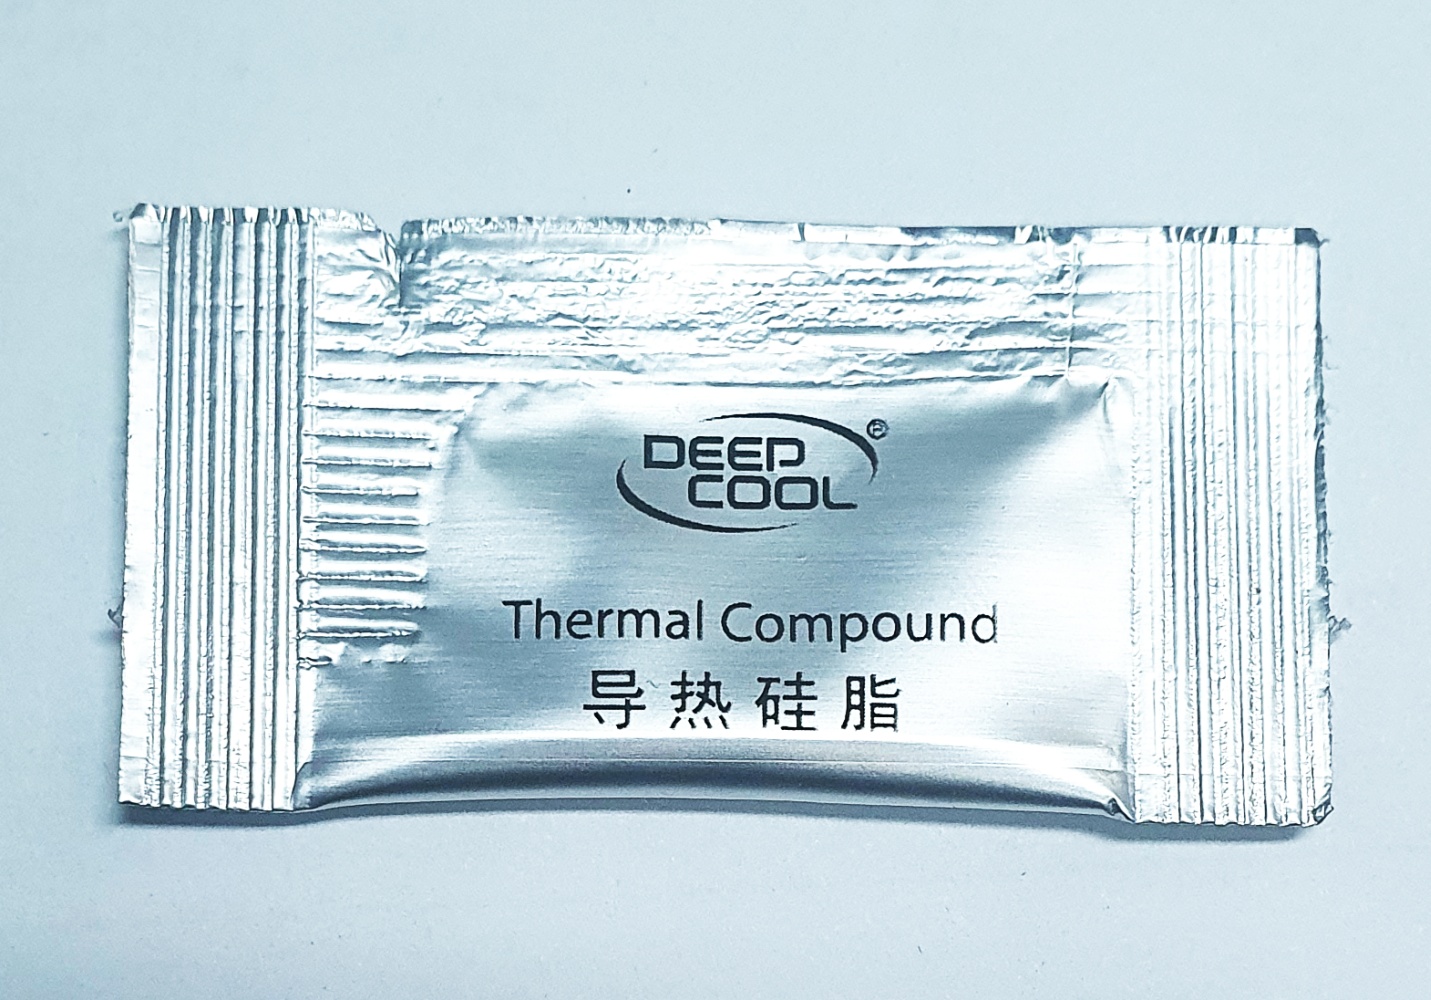 DEEP
COOL®
Thermal Compound
导热硅脂